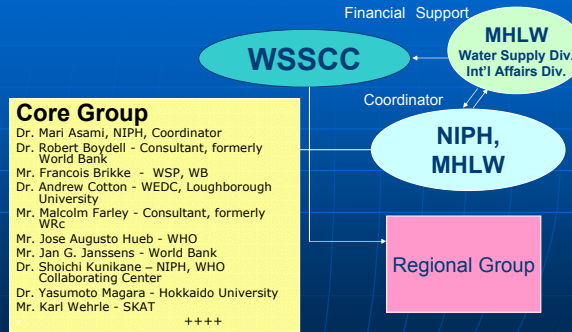 Financial Support
MHLW
Water Supply Div.
Int'l Affairs Div.
WSSCC
Coordinator
NIPH,
MHLW
Core Group
Dr. Mari Asami, NIPH, Coordinator
Dr. Robert Boydell - Consultant, formerly
World Bank
Mr. Francois Brikke - WSP, WB
Dr. Andrew Cotton - WEDC, Loughborough
University
Mr. Malcolm Farley - Consultant, formerly
WRc
Mr. Jose Augusto Hueb - WHO
Mr. Jan G. Janssens - World Bank
Dr. Shoichi Kunikane – NIPH, WHO
Collaborating Center
Dr. Yasumoto Magara - Hokkaido University
Mr. Karl Wehrle - SKAT
++++
Regional Group